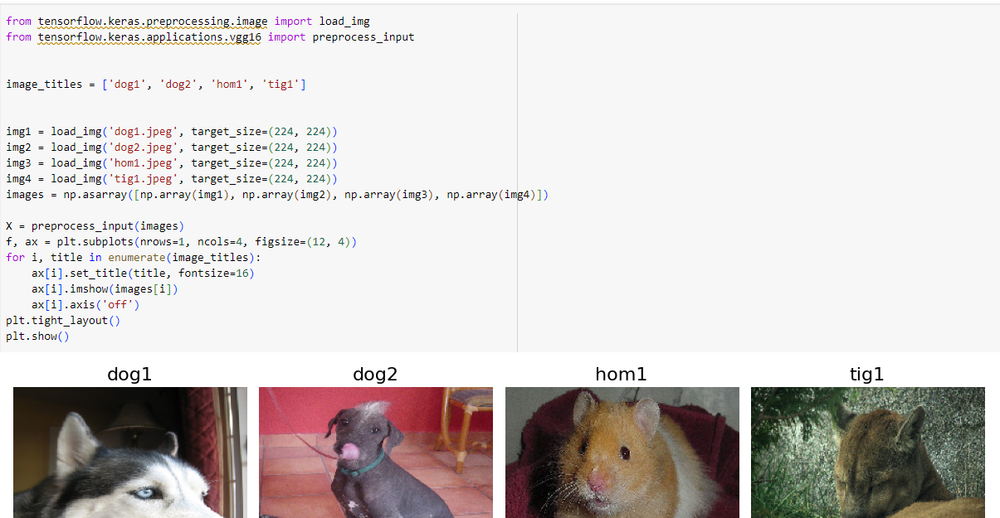 from tensorflow.keras.preprocessing.image import load_img
from tensorflow.keras.applications.vgg16 import preprocess_input
image_titles = ['dog1', 'dog2', 'hom1', 'tig1']
img1 = load_img('dog1.jpeg', target_size=(224, 224))
img2 = load_img('dog2.jpeg', target_size=(224, 224))
img3 = load_img('hom1.jpeg', target_size=(224, 224))
img4 = load_img('tig1.jpeg', target_size=(224, 224))
images = np.asarray([np.array(img1), np.array(img2), np.array(img3), np.array(img4)])
X = preprocess_input(images)
f, ax = plt.subplots(nrows=1, ncols=4, figsize=(12, 4))
for i, title in enumerate(image_titles):
    ax[i].set_title(title, fontsize=16)
    ax[i].imshow(images[i])
    ax[i].axis('off')
plt.tight_layout()
plt.show()
dog1 dog2 hom1 tig1